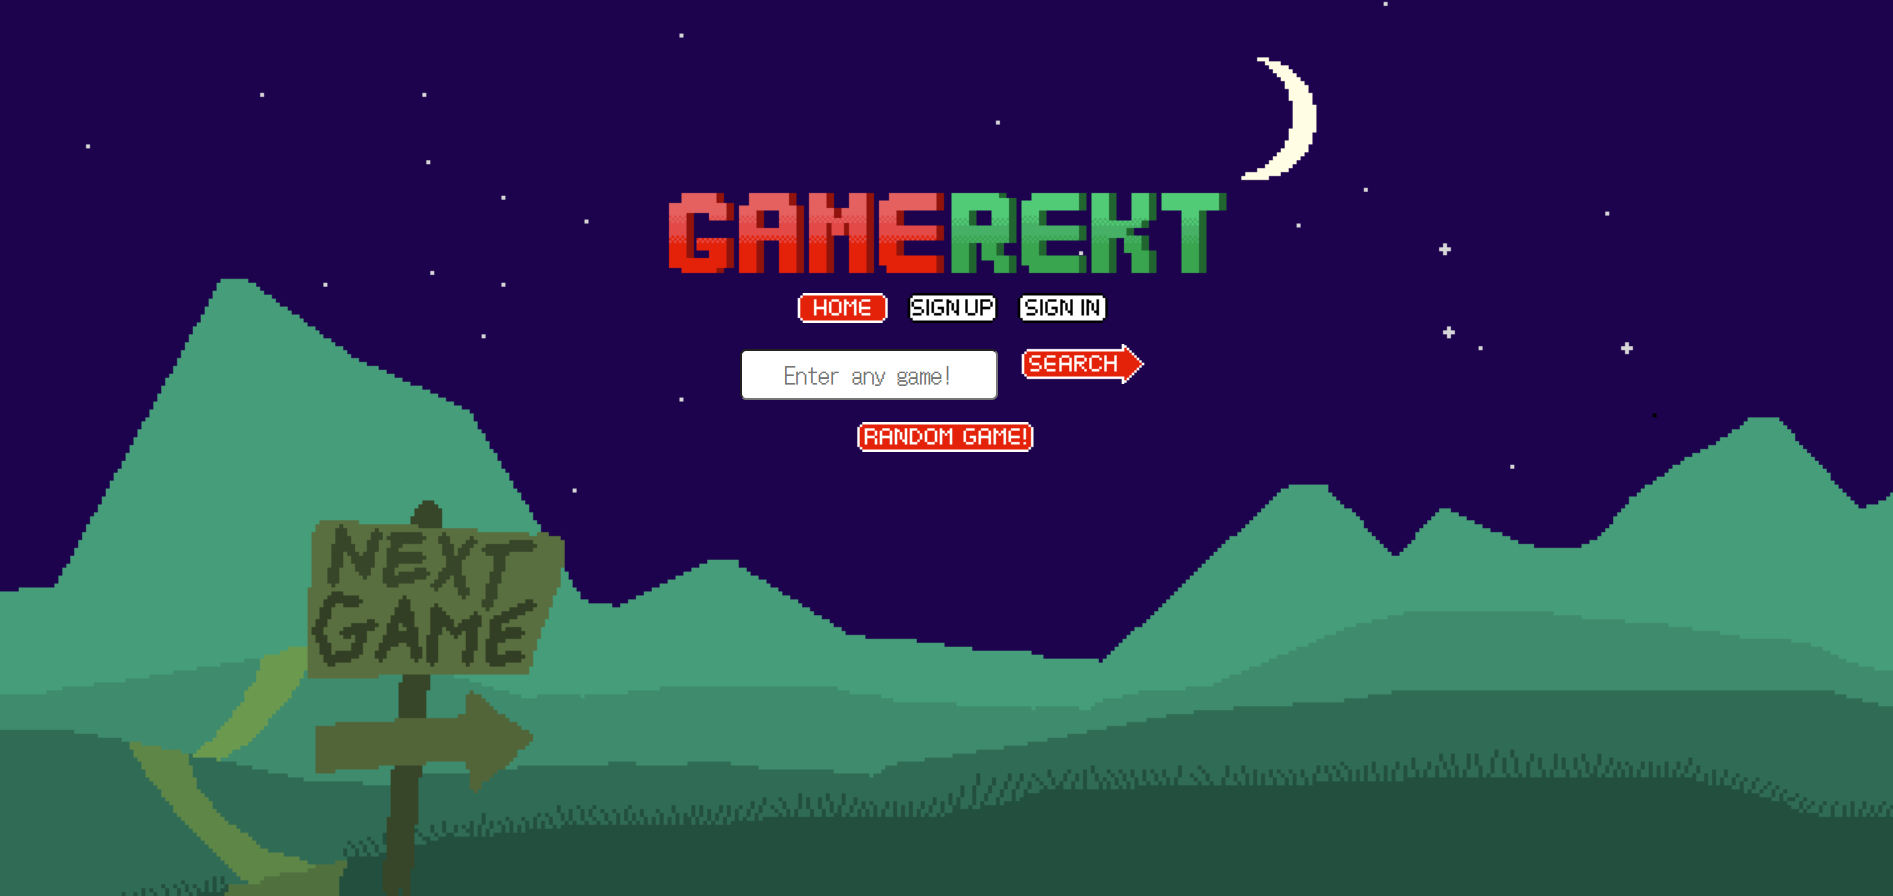 GAMEREKT
HOME SIGN UP SIGN IN
Enter any game! SEARCH
RANDOM GAME!
NEXT
GAME